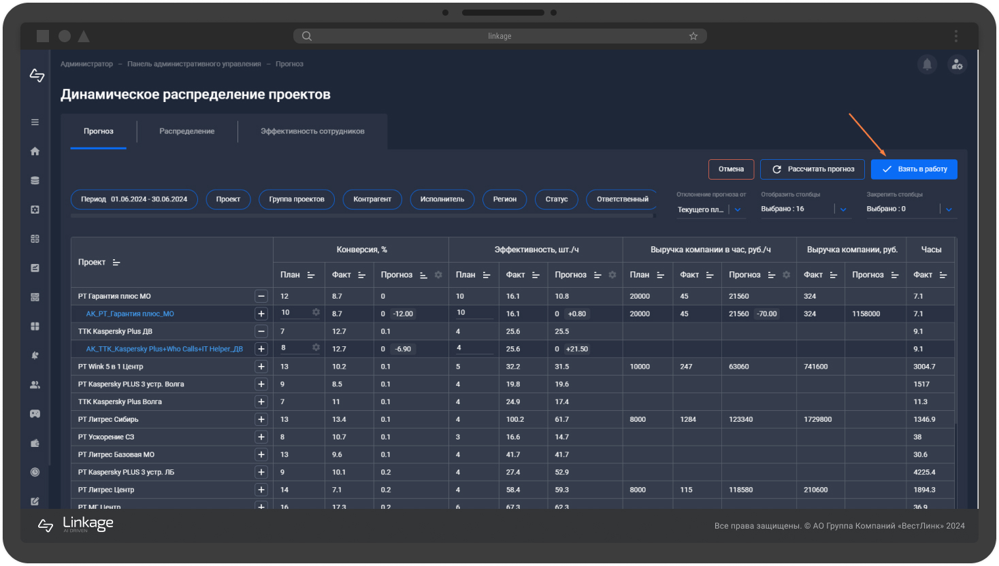 linkage
Администратор – Панель административного управления – Прогноз
Динамическое распределение проектов
Прогноз Распределение Эффективность сотрудников
Отмена Рассчитать прогноз Взять в работу
Период 01.06.2024 - 30.06.2024 Проект Группа проектов Контрагент Исполнитель Регион Статус Ответственный
Отклонение прогноза от Отобразить столбцы Закрепить столбцы
Текущего пл... Выбрано : 16 Выбрано : 0
Проект Конверсия, % Эффективность, шт./ч Выручка компании в час, руб./ч Выручка компании, руб. Часы
План Факт Прогноз План Факт Прогноз План Факт Прогноз Факт Прогноз Факт
РТ Гарантия плюс МО 12 8.7 0 10 16.1 10.8 20000 45 21560 324 7.1
АК_РТ_Гарантия плюс_МО 10 8.7 0 -12.00 10 16.1 0 +0.80 20000 45 21560 -70.00 324 1158000 7.1
ТТК Kaspersky Plus ДВ 7 12.7 0.1 4 25.6 25.5 9.1
АК_ТТК_Kaspersky Plus+Who Calls+IT Helper_ДВ 8 12.7 0 -6.90 4 25.6 0 +21.50 9.1
РТ Wink 5 в 1 Центр 13 10.2 0.1 5 32.2 31.5 10000 247 63060 741600 3004.7
РТ Kaspersky PLUS 3 устр. Волга 9 8.5 0.1 4 19.8 19.6 1517
ТТК Kaspersky Plus Волга 7 11 0.1 4 24.9 17.4 11.3
РТ Литрес Сибирь 13 13.4 0.1 4 100.2 61.7 8000 1284 123340 1729800 1346.9
РТ Ускорение СЗ 8 10.7 0.1 3 16.6 14.7 38
РТ Литрес Базовая МО 13 9.6 0.1 4 41.7 41.7 30.6
РТ Kaspersky PLUS 3 устр. ЛБ 9 10.1 0.2 4 27.4 52.9 4225.4
РТ Литрес Центр 14 7.1 0.2 4 58.4 59.3 8000 115 118580 210600 1894.3
РТ МГ Центр 16 17.3 0.2 6 67.3 62.3 36.9
Linkage
AI DRIVEN
Все права защищены. © АО Группа Компаний «ВестЛинк» 2024